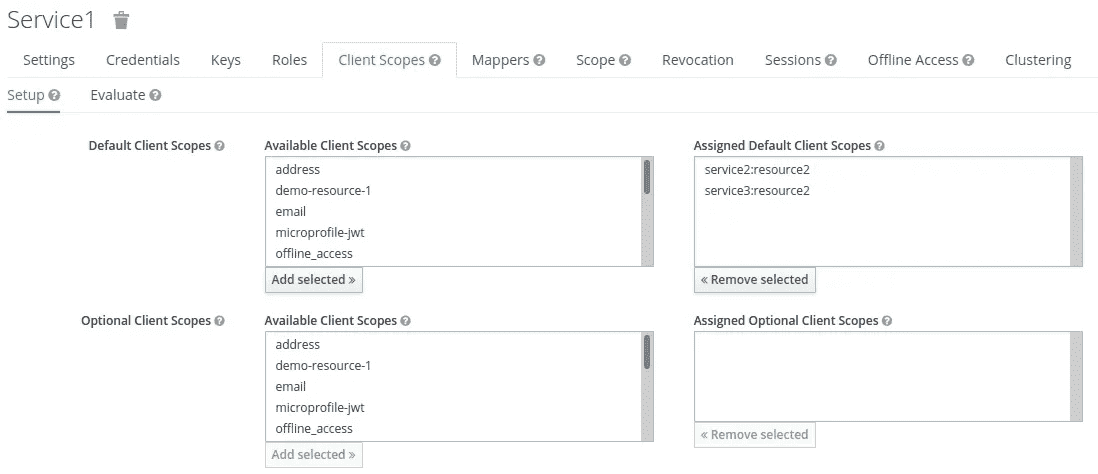 Service1
Settings Credentials Keys Roles Client Scopes Mappers Scope Revocation Sessions Offline Access Clustering
Setup Evaluate
Default Client Scopes Available Client Scopes Assigned Default Client Scopes
address service2:resource2
demo-resource-1 service3:resource2
email
microprofile-jwt
offline_access
Add selected » « Remove selected
Optional Client Scopes Available Client Scopes Assigned Optional Client Scopes
address
demo-resource-1
email
microprofile-jwt
offline_access
Add selected » « Remove selected